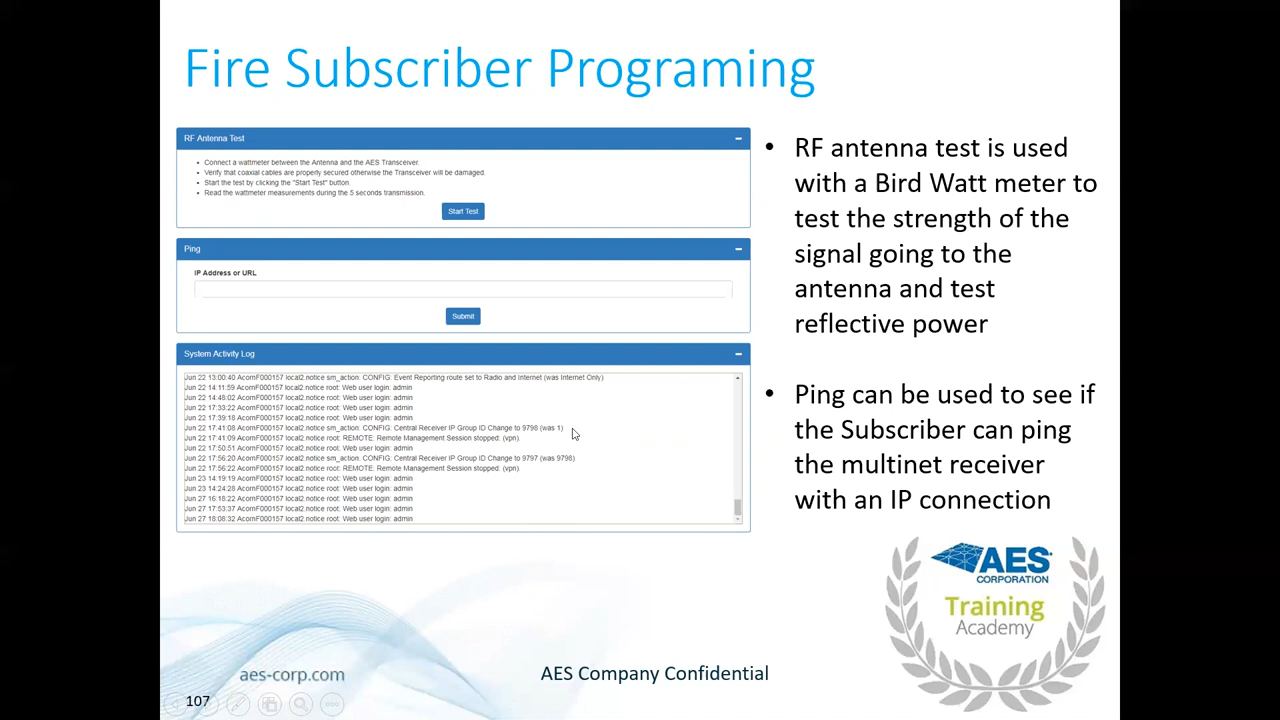 Fire Subscriber Programing
RF Antenna Test
• Connect a wattmeter between the Antenna and the AES Transceiver.
• Verify that coaxial cables are properly secured otherwise the Transceiver will be damaged.
• Start the test by clicking the "Start Test" button.
• Read the wattmeter measurements during the 5 seconds transmission.
Start Test
Ping
IP Address or URL
Submit
System Activity Log
Jun 22 13:00:40 AcornF000157 local2.notice sm_action: CONFIG: Event Reporting route set to Radio and Internet (was Internet Only)
Jun 22 14:11:59 AcornF000157 local2.notice root: Web user login: admin
Jun 22 14:48:02 AcornF000157 local2.notice root: Web user login: admin
Jun 22 17:33:22 AcornF000157 local2.notice root: Web user login: admin
Jun 22 17:39:18 AcornF000157 local2.notice root: Web user login: admin
Jun 22 17:41:08 AcornF000157 local2.notice sm_action: CONFIG: Central Receiver IP Group ID Change to 9798 (was 1)
Jun 22 17:41:09 AcornF000157 local2.notice root: REMOTE: Remote Management Session stopped: (vpn).
Jun 22 17:50:51 AcornF000157 local2.notice root: Web user login: admin
Jun 22 17:56:20 AcornF000157 local2.notice sm_action: CONFIG: Central Receiver IP Group ID Change to 9797 (was 9798)
Jun 22 17:56:22 AcornF000157 local2.notice root: REMOTE: Remote Management Session stopped: (vpn).
Jun 23 14:19:19 AcornF000157 local2.notice root: Web user login: admin
Jun 23 14:24:28 AcornF000157 local2.notice root: Web user login: admin
Jun 27 16:18:22 AcornF000157 local2.notice root: Web user login: admin
Jun 27 17:53:37 AcornF000157 local2.notice root: Web user login: admin
Jun 27 18:08:32 AcornF000157 local2.notice root: Web user login: admin
• RF antenna test is used
with a Bird Watt meter to
test the strength of the
signal going to the
antenna and test
reflective power
• Ping can be used to see if
the Subscriber can ping
the multinet receiver
with an IP connection
AES
CORPORATION
Training
Academy
aes-corp.com
AES Company Confidential
107